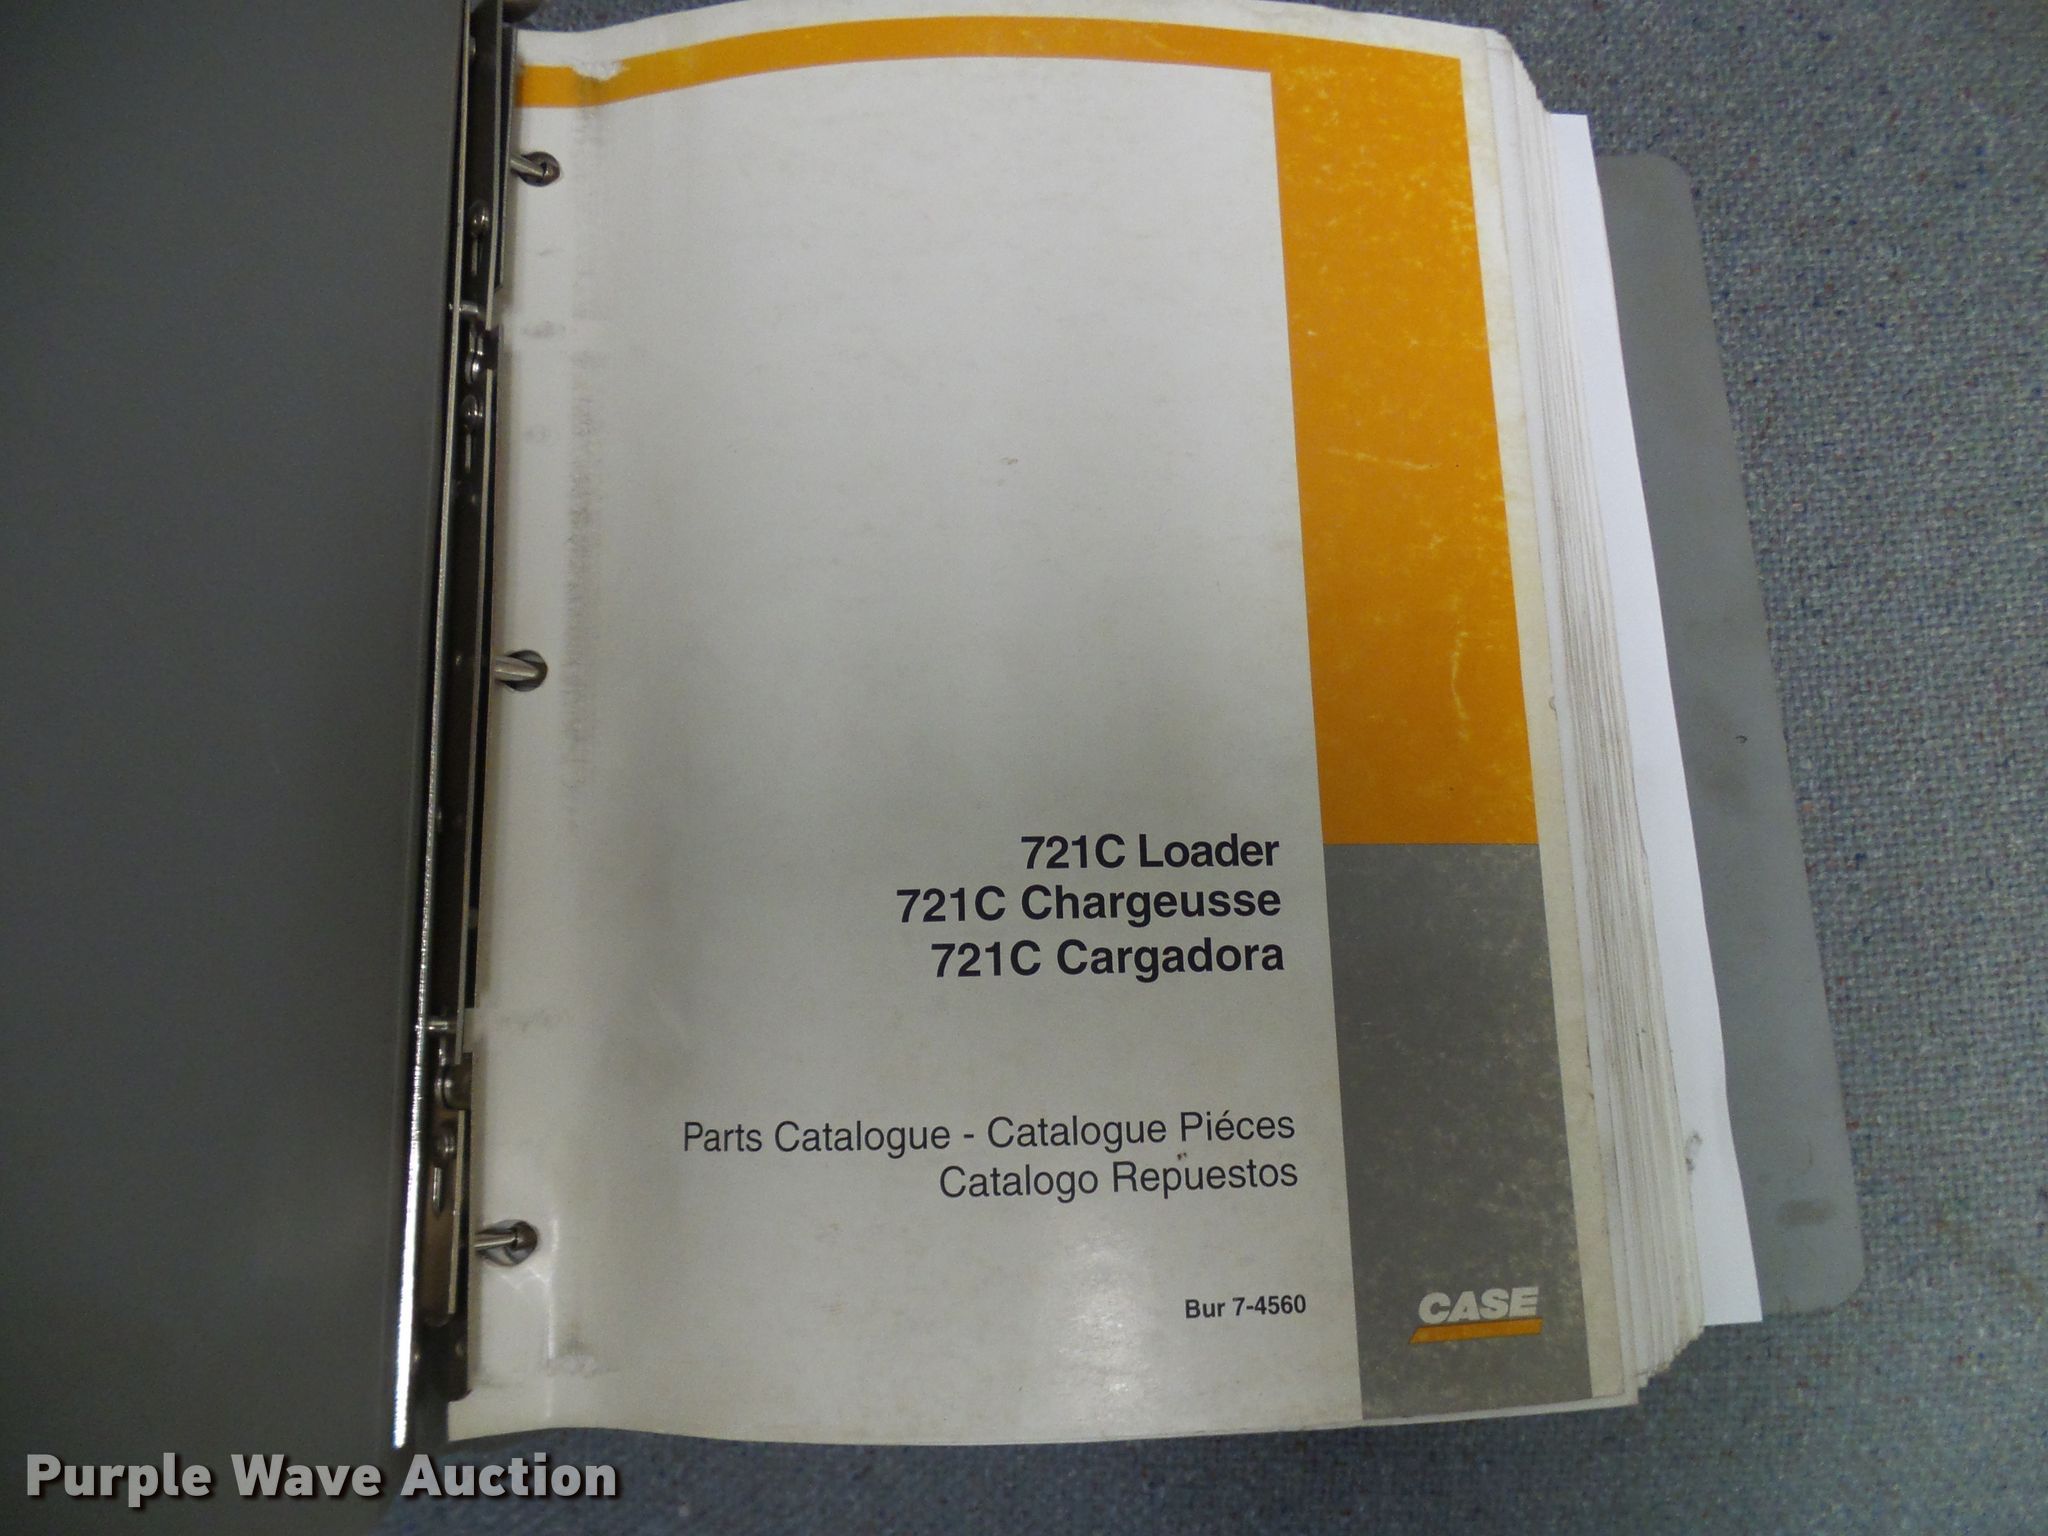 721C Loader
721C Chargeusse
721C Cargadora
Parts Catalogue - Catalogue Piéces
Catalogo Repuestos
Bur 7-4560
CASE
Purple Wave Auction